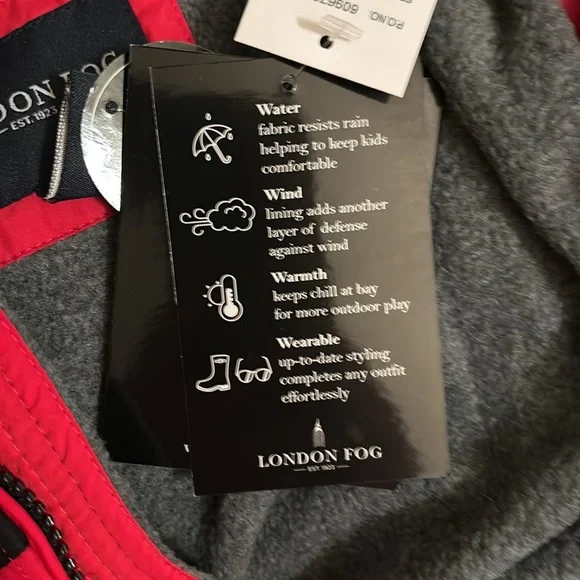 P.O.NO.
LONDON FOG
EST. 1923
Water
fabric resists rain
helping to keep kids
comfortable
Wind
lining adds another
layer of defense
against wind
Warmth
keeps chill at bay
for more outdoor play
Wearable
up-to-date styling
completes any outfit
effortlessly
LONDON FOG
EST. 1923